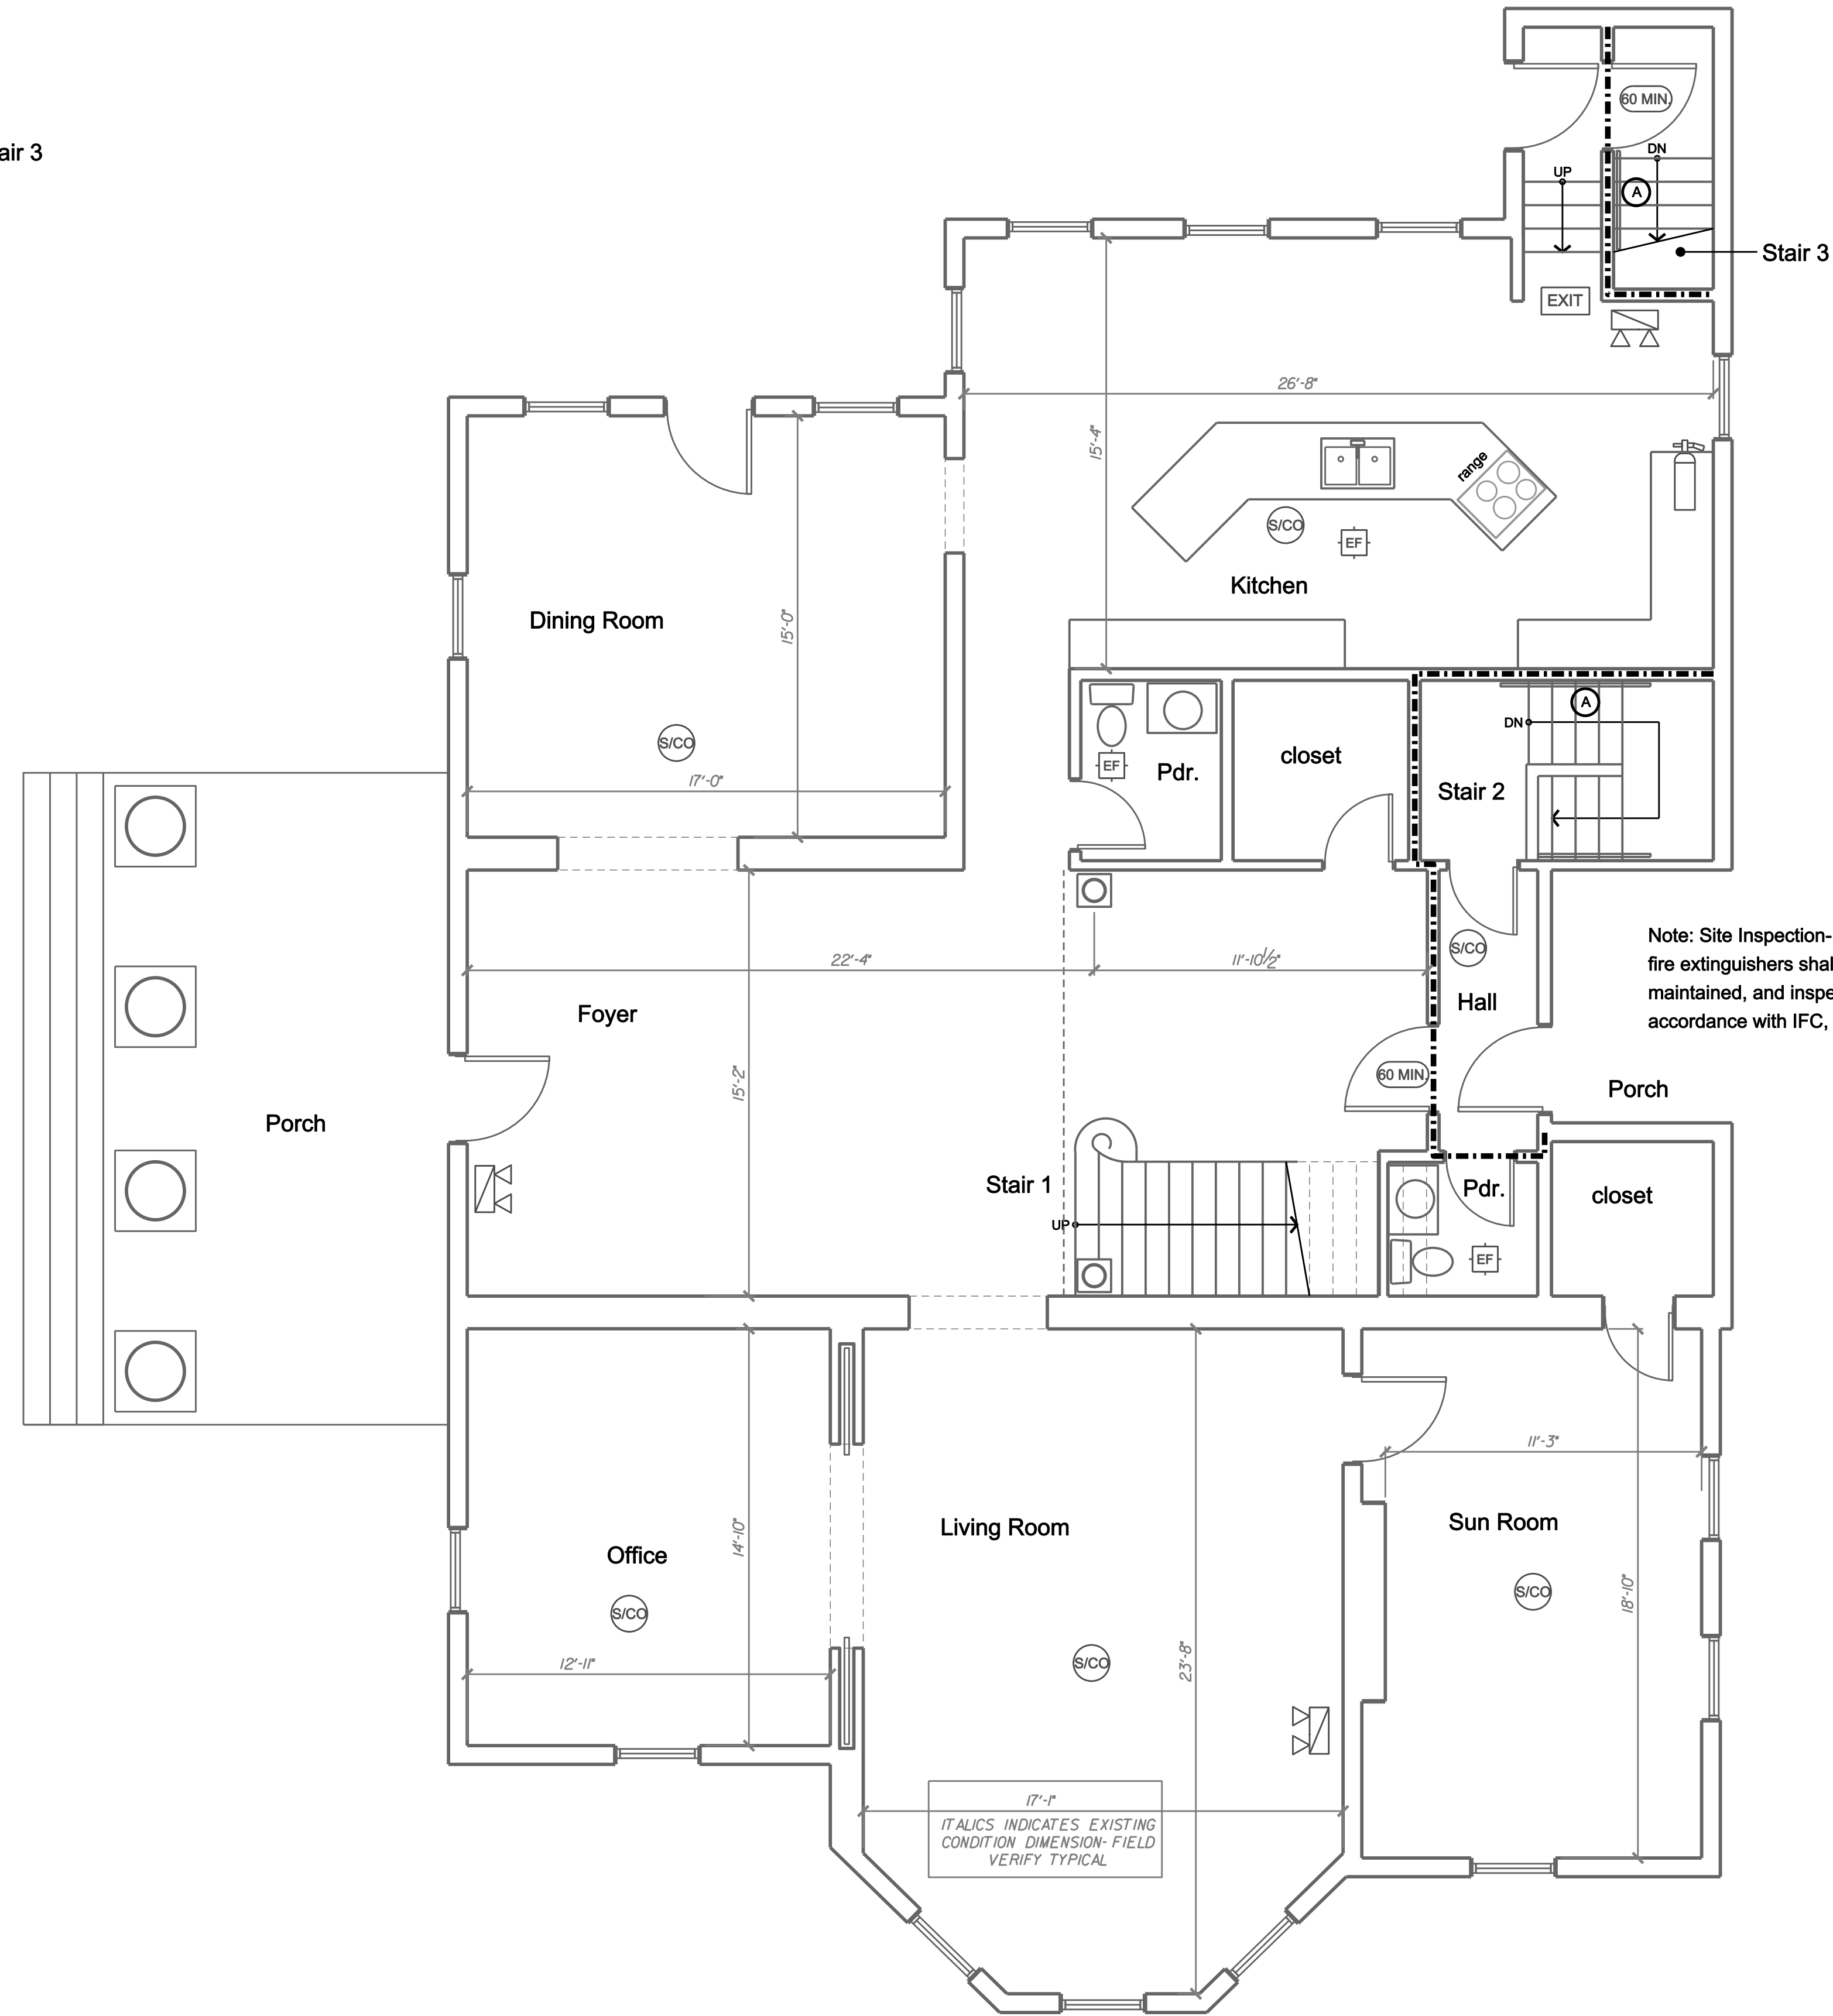 air 3
60 MIN.
DN
UP
A
Stair 3
EXIT
26'-8"
15'-4"
range
S/CO
EF
Kitchen
Dining Room
15'-0"
S/CO
17'-0"
EF
Pdr.
closet
A
DN
Stair 2
Note: Site Inspection-
fire extinguishers shal
maintained, and inspe
accordance with IFC,
22'-4"
11'-10½"
S/CO
Hall
Foyer
15'-2"
60 MIN.
Porch
Porch
Stair 1
UP
Pdr.
EF
closet
11'-3"
Living Room
Sun Room
Office
14'-10"
S/CO
S/CO
18'-10"
12'-11"
S/CO
23'-8"
17'-1"
ITALICS INDICATES EXISTING
CONDITION DIMENSION- FIELD
VERIFY TYPICAL